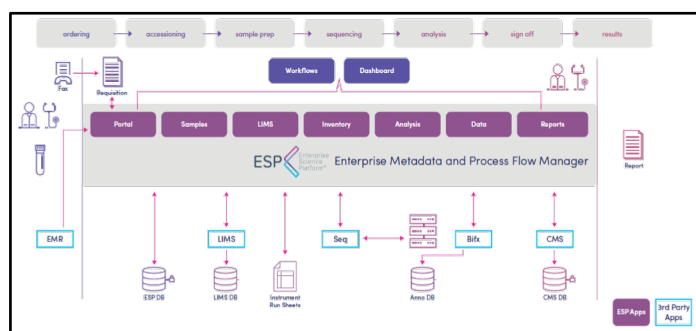 ordering
accessioning
sample prep
sequencing
analysis
sign off
results
Workflows
Dashboard
Fax
Requisition
Portal
Samples
LIMS
Inventory
Analysis
Data
Reports
ESP
Enterprise
Science
Platform™
Enterprise Metadata and Process Flow Manager
Report
EMR
LIMS
Seq
Bifx
CMS
ESP DB
LIMS DB
Instrument
Run Sheets
Anno DB
CMS DB
ESP Apps
3rd Party
Apps